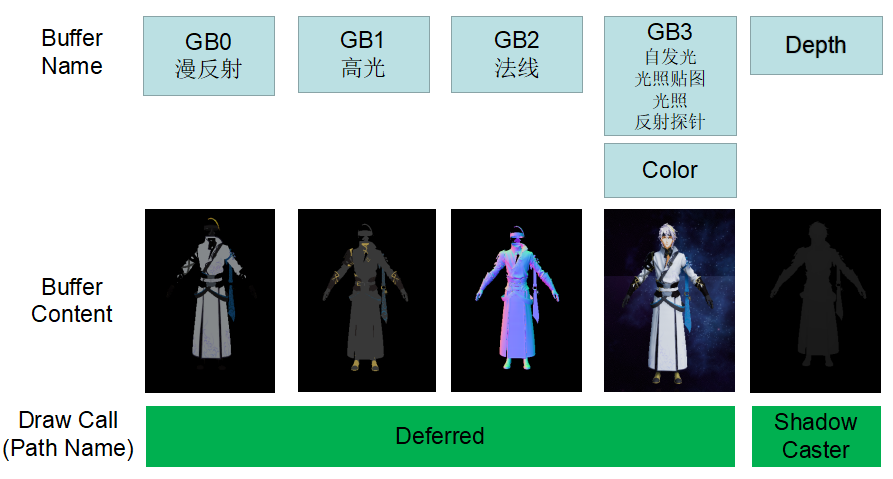 Buffer
Name
GB0
漫反射
GB1
高光
GB2
法线
GB3
自发光
光照贴图
光照
反射探针
Depth
Color
Buffer
Content
Draw Call
(Path Name)
Deferred
Shadow
Caster